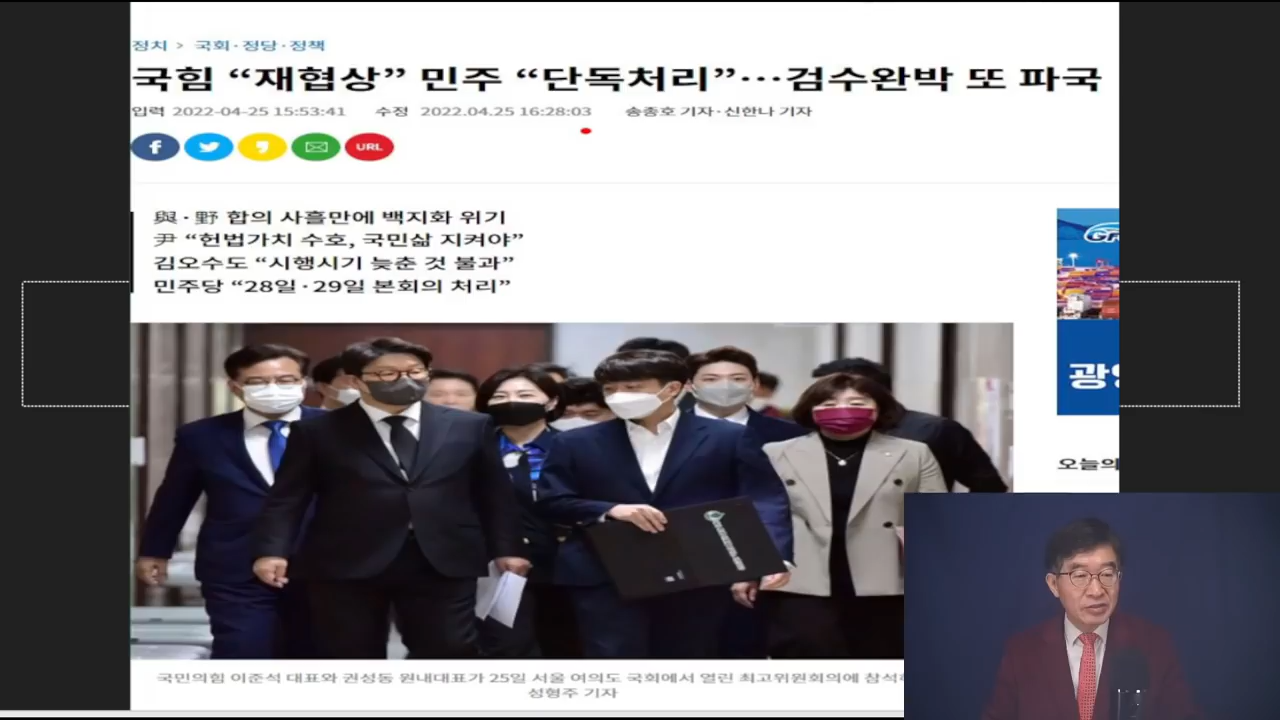 정치 > 국회·정당·정책
국힘 “재협상” 민주 “단독처리”…검수완박 또 파국
입력 2022-04-25 15:53:41 수정 2022.04.25 16:28:03 송종호 기자·신한나 기자
URL
與·野 합의 사흘만에 백지화 위기
尹 “헌법가치 수호, 국민삶 지켜야”
김오수도 “시행시기 늦춘 것 불과”
민주당 “28일·29일 본회의 처리”
광
오늘의
국민의힘 이준석 대표와 권성동 원내대표가 25일 서울 여의도 국회에서 열린 최고위원회의에 참석
성형주 기자